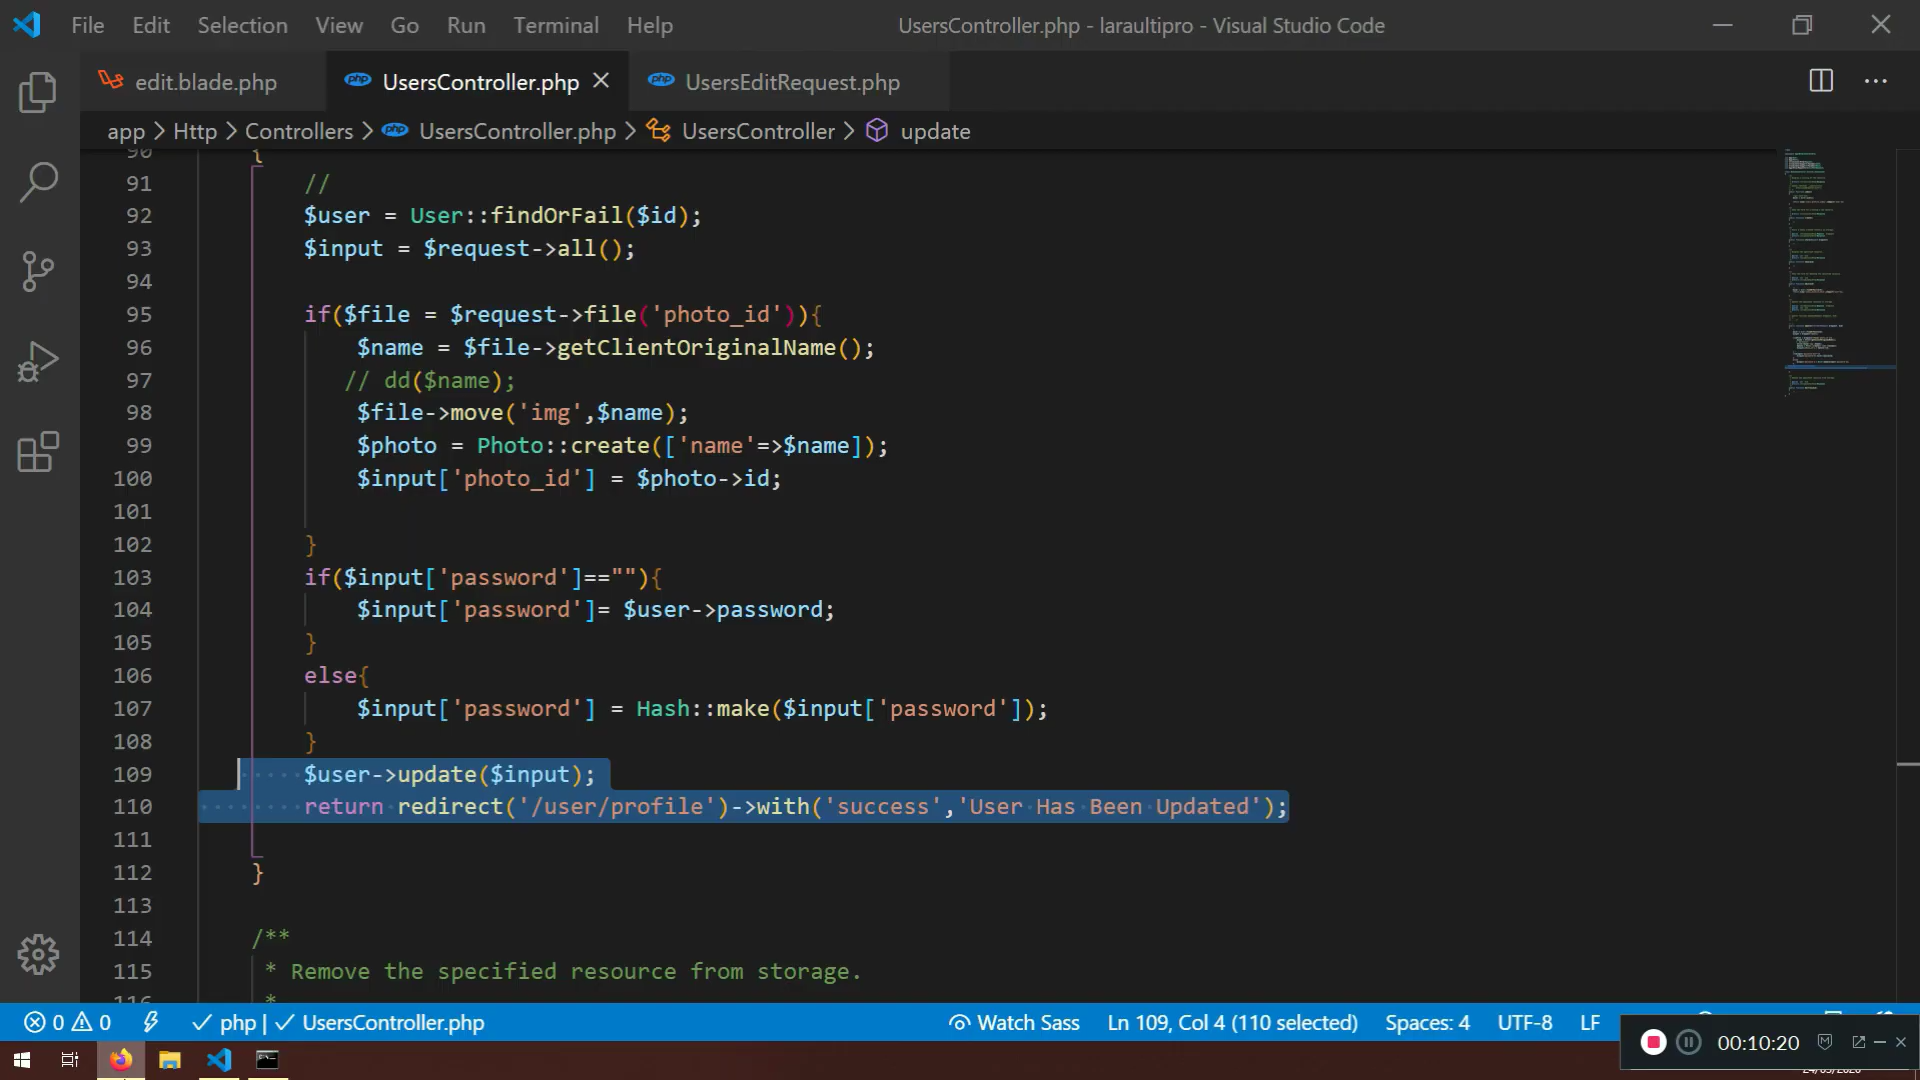 File Edit Selection View Go Run Terminal Help UsersController.php - laraultipro - Visual Studio Code
edit.blade.php php UsersController.php php UsersEditRequest.php
app > Http > Controllers > php UsersController.php > UsersController > update
90 {
91 //
92 $user = User::findOrFail($id);
93 $input = $request->all();
94
95 if($file = $request->file('photo_id')){
96 $name = $file->getClientOriginalName();
97 // dd($name);
98 $file->move('img',$name);
99 $photo = Photo::create(['name'=>$name]);
100 $input['photo_id'] = $photo->id;
101
102 }
103 if($input['password']==""){
104 $input['password']= $user->password;
105 }
106 else{
107 $input['password'] = Hash::make($input['password']);
108 }
109 $user->update($input);
110 return redirect('/user/profile')->with('success','User Has Been Updated');
111
112 }
113
114 /**
115 * Remove the specified resource from storage.
116 *
0 0 php | UsersController.php Watch Sass Ln 109, Col 4 (110 selected) Spaces: 4 UTF-8 LF
00:10:20